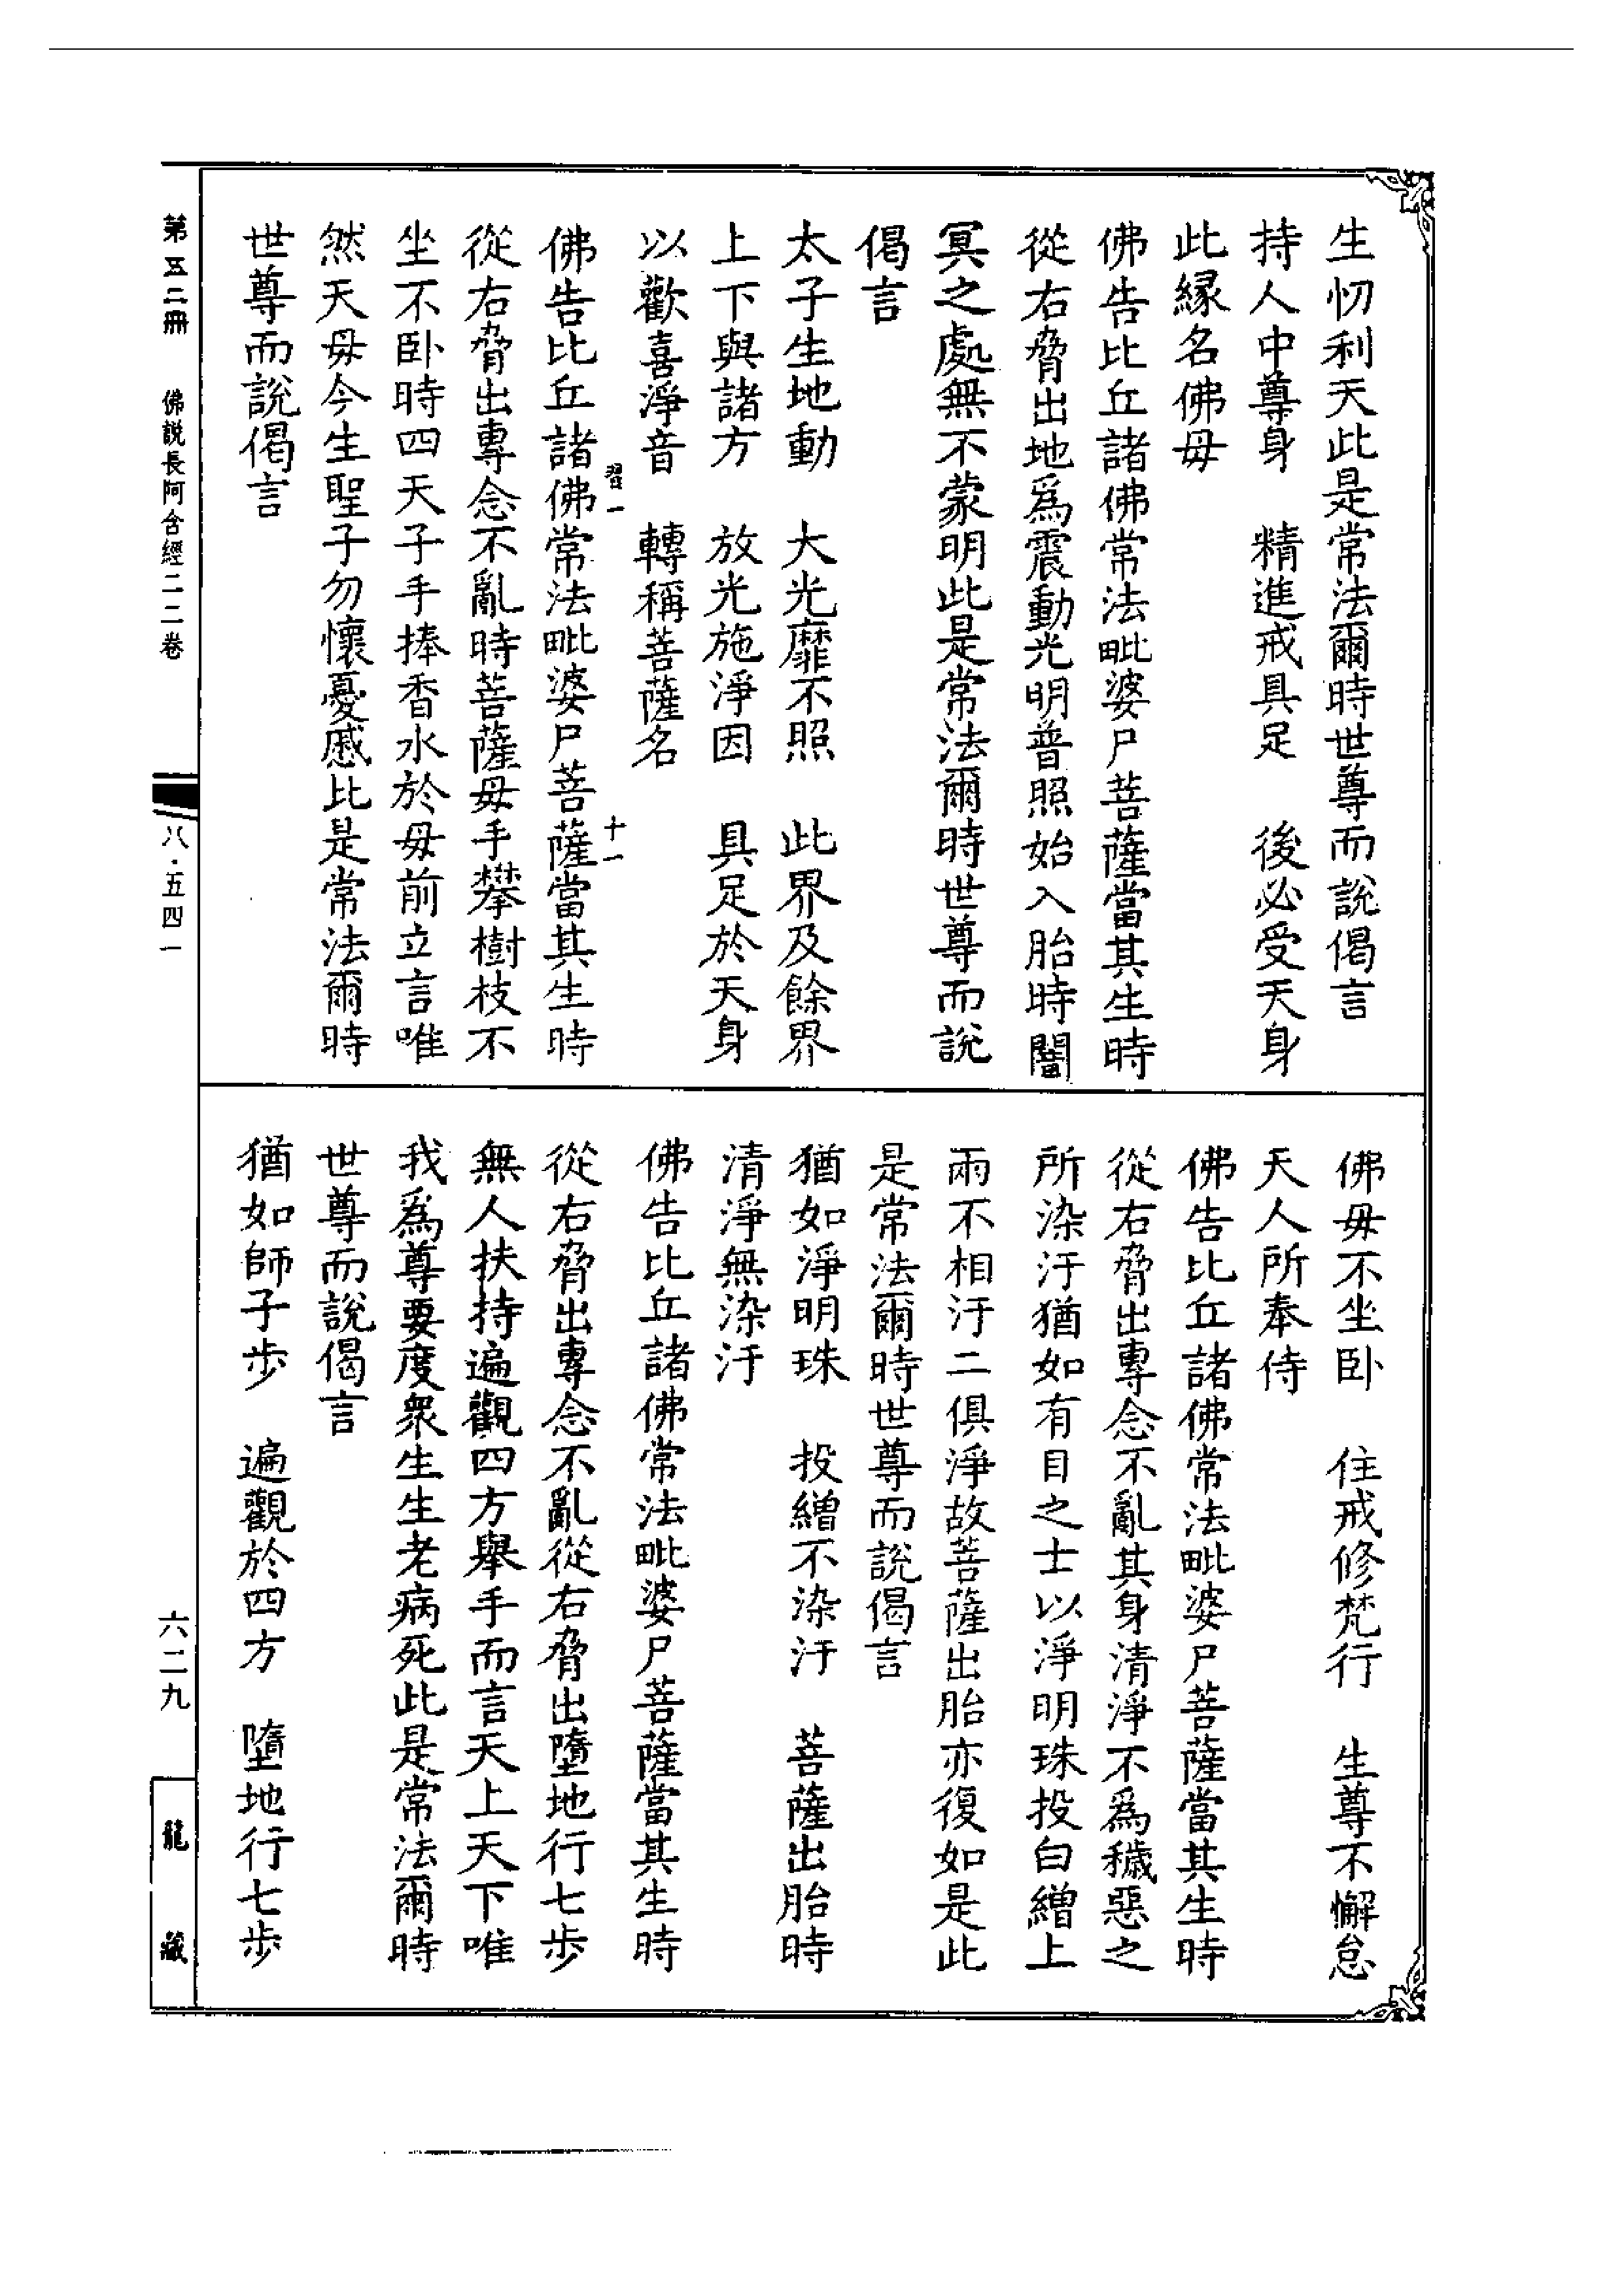 生忉利天此是常法爾時世尊而説偈言
持人中尊身　精進戒具足　後必受天身
此縁名佛毋
佛告比丘諸佛常法毗婆尸菩薩當其生時
從右脅出地爲震動光明普照始入胎時闇
冥之處無不蒙明此是常法爾時世尊而説
偈言
太子生地動　大光靡不照　此界及餘界
上下與諸方　放光施淨因　具足於天身
以歡喜淨音　轉稱菩薩名
習一　十一
佛告比丘諸佛常法毗婆尸菩薩當其生時
從右脅出專念不亂時菩薩毋手攀樹枝不
坐不卧時四天子手捧香水於毋前立言唯
然天毋今生聖子勿懷憂慼比是常法爾時
世尊而説偈言
佛毋不坐卧　住戒修梵行　生尊不懈怠
天人所奉侍
佛告比丘諸佛常法毗婆尸菩薩當其生時
從右脅出專念不亂其身清淨不爲穢惡之
所染汙猶如有目之士以淨明珠投白繒上
兩不相汙二俱淨故菩薩出胎亦復如是此
是常法爾時世尊而説偈言
猶如淨明珠　投繒不染汙　菩薩出胎時
清淨無染汙
佛告比丘諸佛常法毗婆尸菩薩當其生時
從右脅出專念不亂從右脅出墮地行七步
無人扶持遍觀四方舉手而言天上天下唯
我爲尊要度衆生生老病死此是常法爾時
世尊而説偈言
猶如師子步　遍觀於四方　墮地行七步
第五二冊　佛説長阿含經二二卷
八·五四一
六二九
龍藏